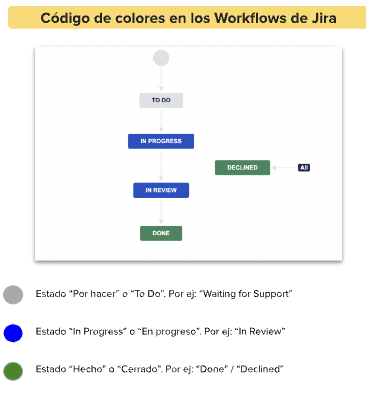 Código de colores en los Workflows de Jira
TO DO
IN PROGRESS
DECLINED
All
IN REVIEW
DONE
Estado “Por hacer” o “To Do”. Por ej: “Waiting for Support”
Estado “In Progress” o “En progreso”. Por ej: “In Review”
Estado “Hecho” o “Cerrado”. Por ej: “Done” / “Declined”